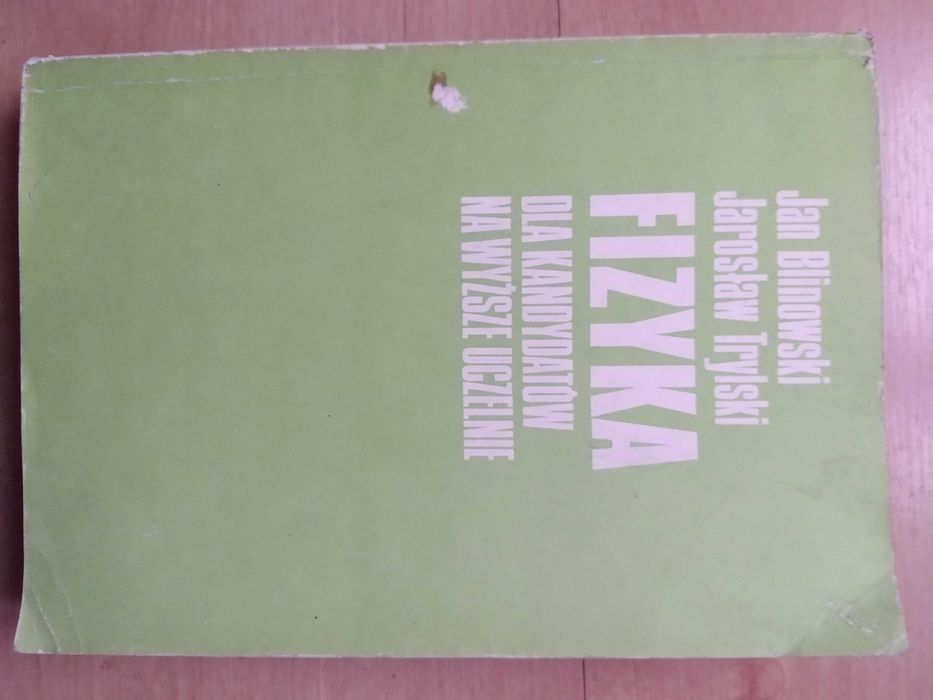 Jan Blinowski
Jarosław Trylski
FIZYKA
DLA KANDYDATÓW
NA WYŻSZE UCZELNIE